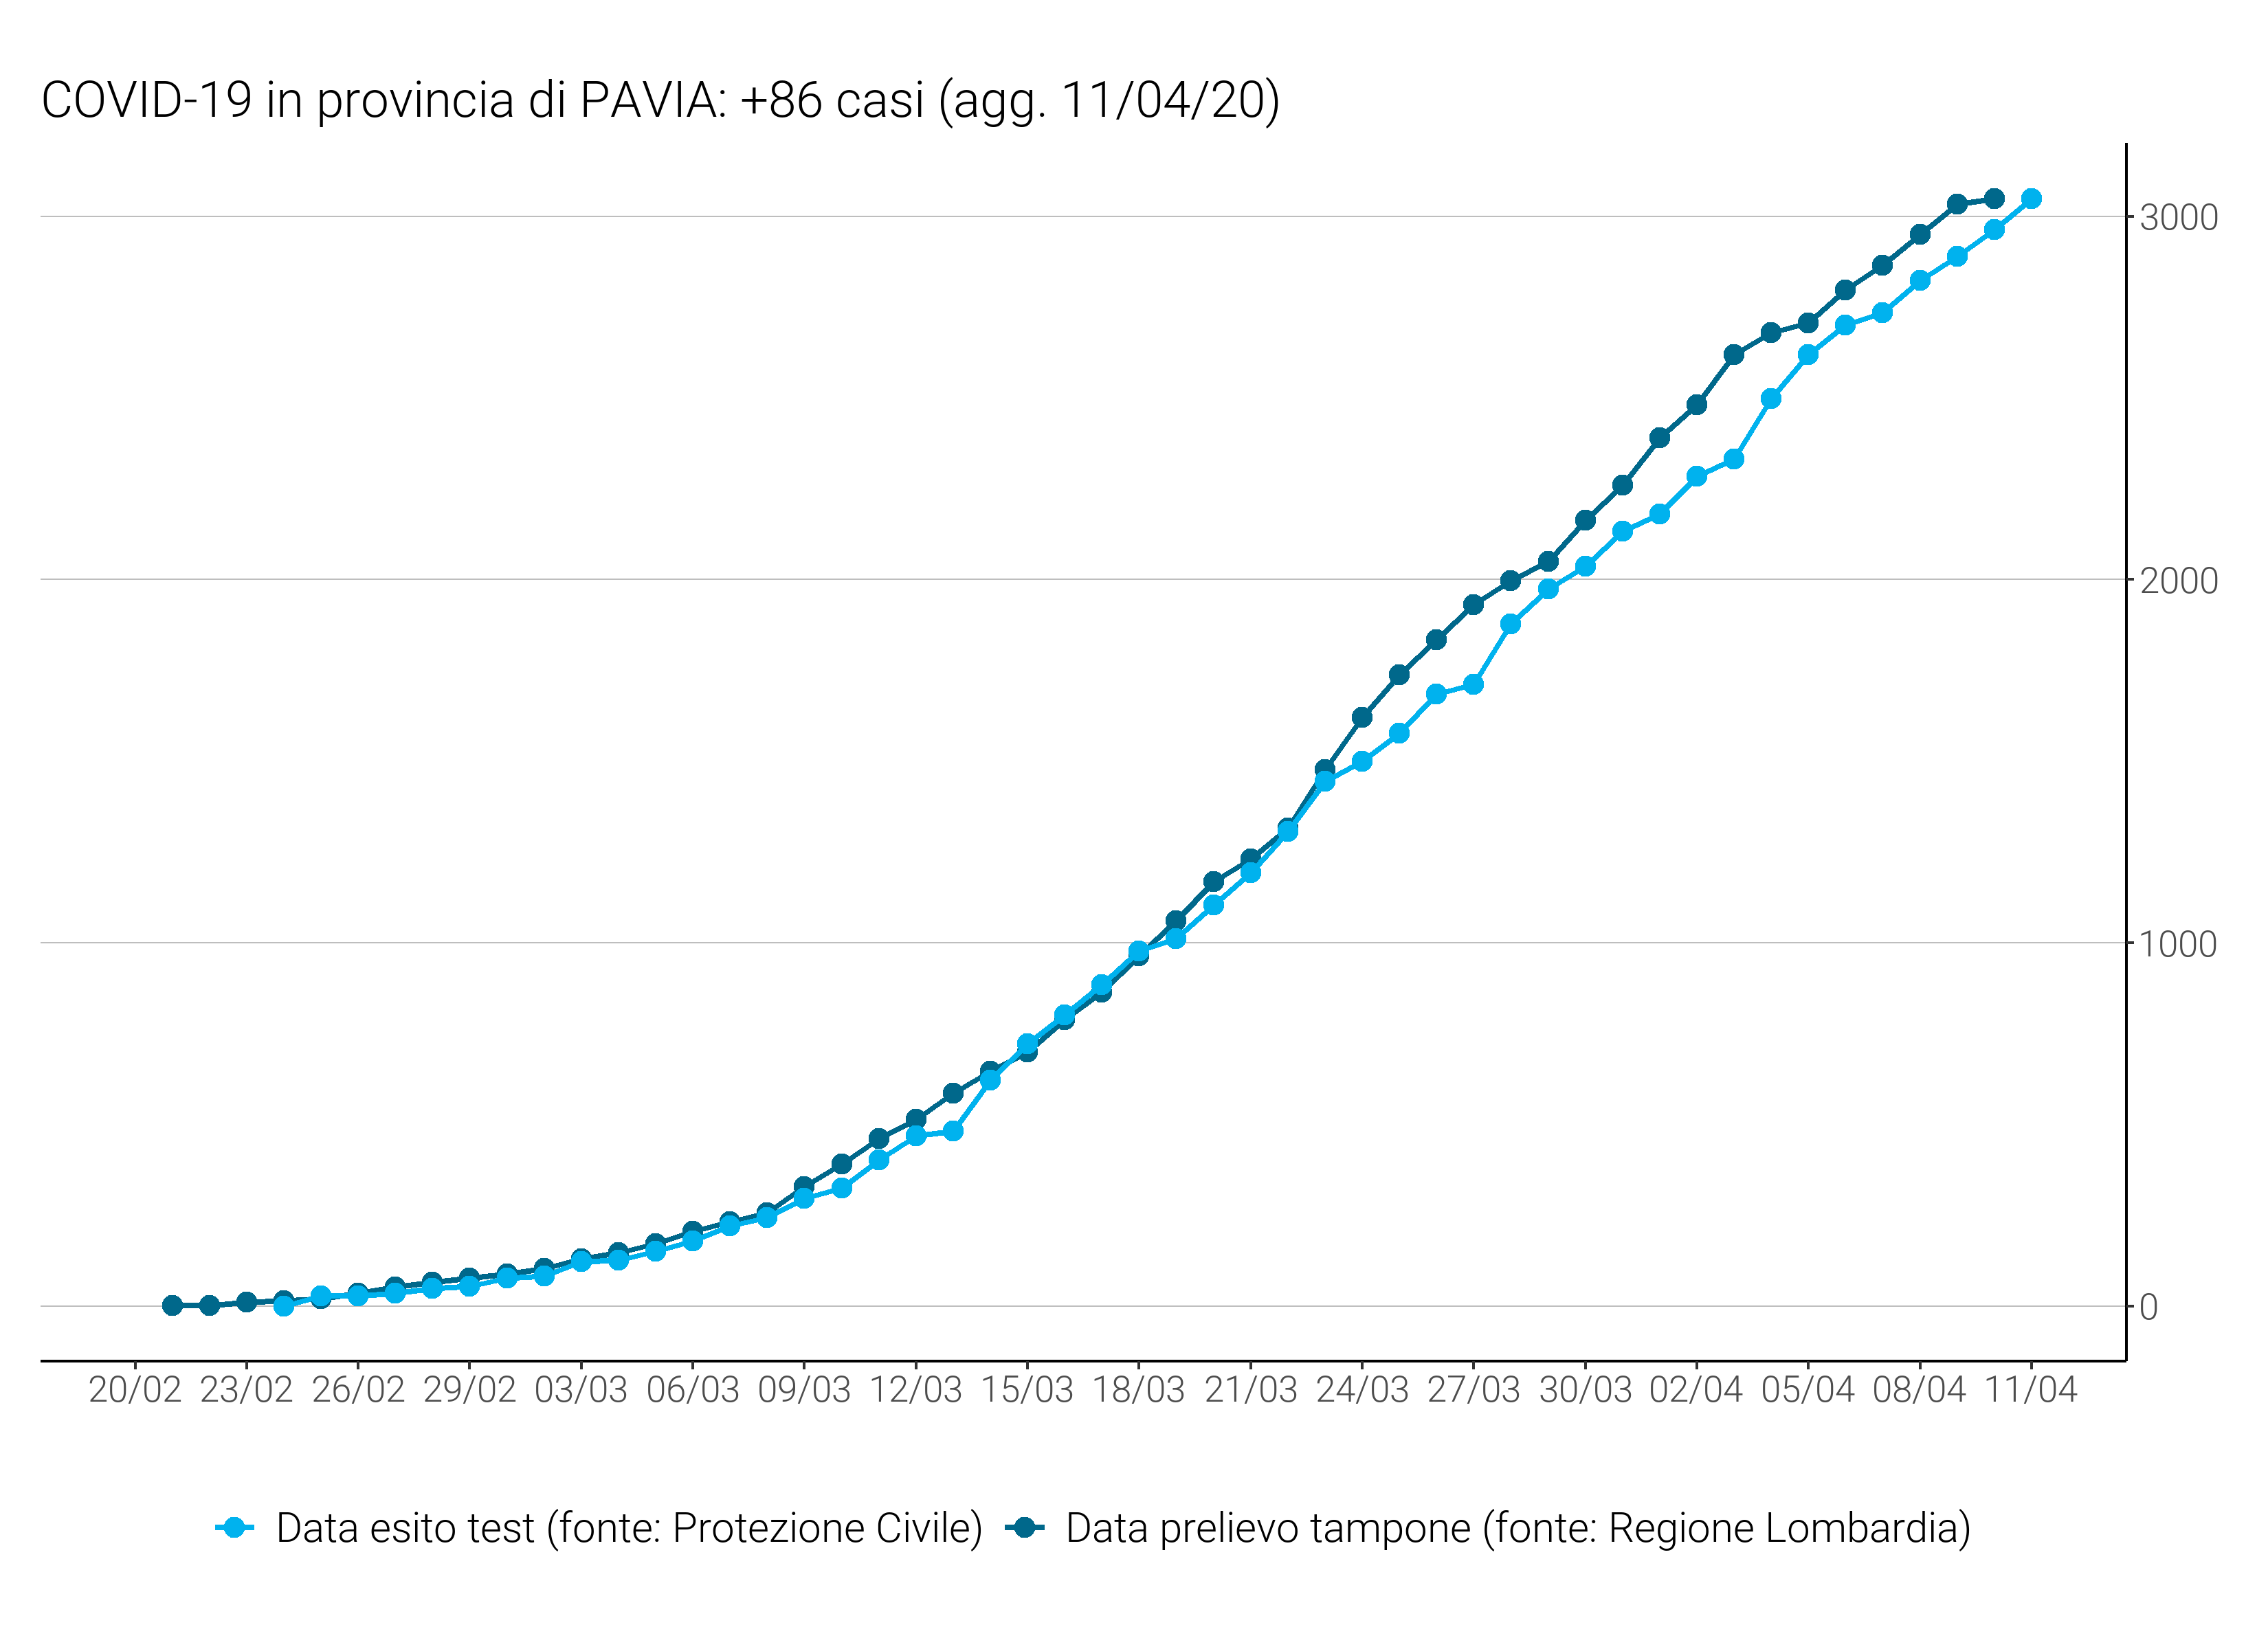 COVID-19 in provincia di PAVIA: +86 casi (agg. 11/04/20)
3000
2000
1000
0
20/02 23/02 26/02 29/02 03/03 06/03 09/03 12/03 15/03 18/03 21/03 24/03 27/03 30/03 02/04 05/04 08/04 11/04
Data esito test (fonte: Protezione Civile) Data prelievo tampone (fonte: Regione Lombardia)